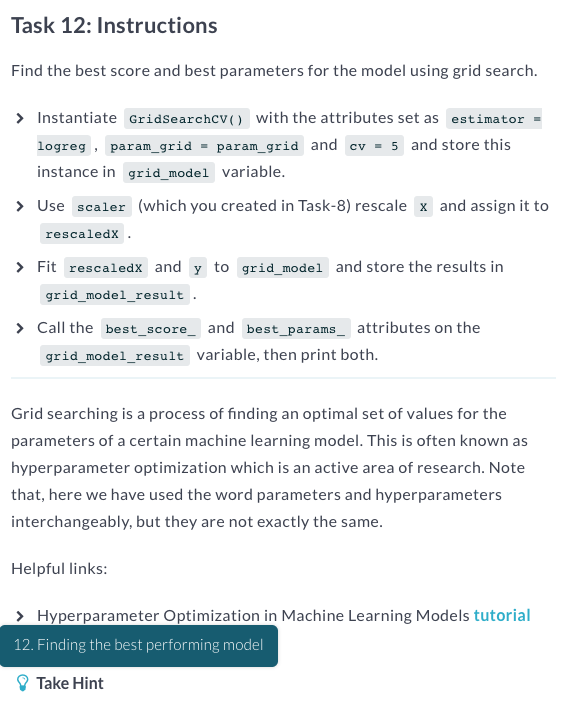 Task 12: Instructions
Find the best score and best parameters for the model using grid search.
Instantiate GridSearchCV() with the attributes set as estimator =
logreg , param_grid = param_grid and cv = 5 and store this
instance in grid_model variable.
Use scaler (which you created in Task-8) rescale X and assign it to
rescaledX .
Fit rescaledX and y to grid_model and store the results in
grid_model_result .
Call the best_score_ and best_params_ attributes on the
grid_model_result variable, then print both.
Grid searching is a process of finding an optimal set of values for the
parameters of a certain machine learning model. This is often known as
hyperparameter optimization which is an active area of research. Note
that, here we have used the word parameters and hyperparameters
interchangeably, but they are not exactly the same.
Helpful links:
Hyperparameter Optimization in Machine Learning Models tutorial
12. Finding the best performing model
Take Hint